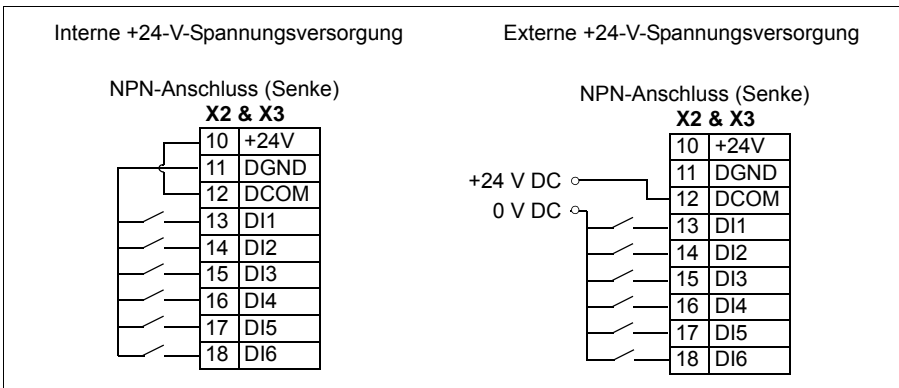 Interne +24-V-Spannungsversorgung
NPN-Anschluss (Senke)
X2 & X3
10 +24V
11 DGND
12 DCOM
13 DI1
14 DI2
15 DI3
16 DI4
17 DI5
18 DI6
Externe +24-V-Spannungsversorgung
NPN-Anschluss (Senke)
X2 & X3
10 +24V
11 DGND
+24 V DC
12 DCOM
0 V DC
13 DI1
14 DI2
15 DI3
16 DI4
17 DI5
18 DI6